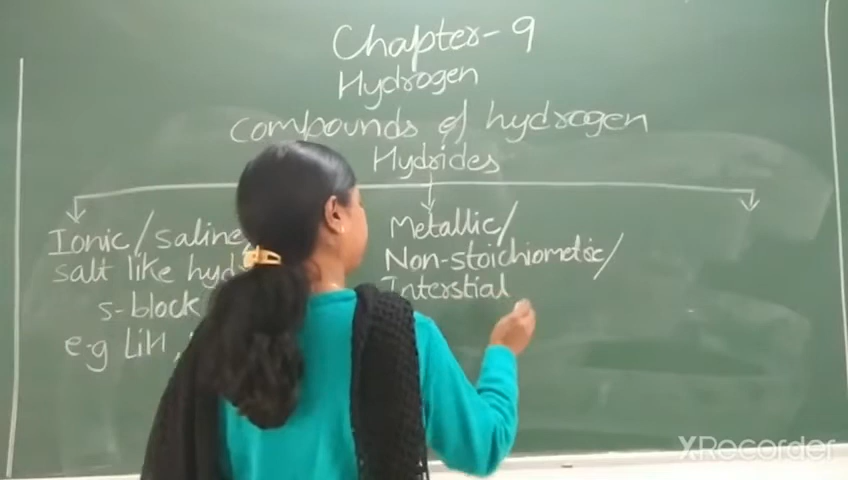 Chapter-9
Hydrogen
compounds of hydrogen
Hydrides
Ionic/saline
salt like
s-block
e.g LiH,
Metallic/
Non-stoichiometric/
Interstial
XRecorder